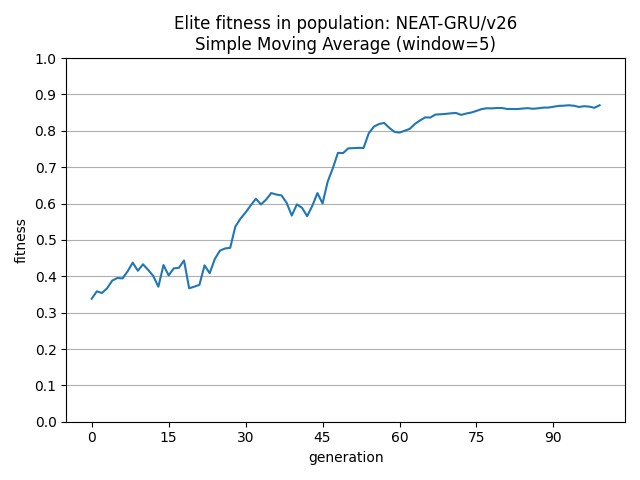 Elite fitness in population: NEAT-GRU/v26
Simple Moving Average (window=5)
1.0
0.9
0.8
0.7
0.6
0.5
0.4
0.3
0.2
0.1
0.0
fitness
0 15 30 45 60 75 90
generation